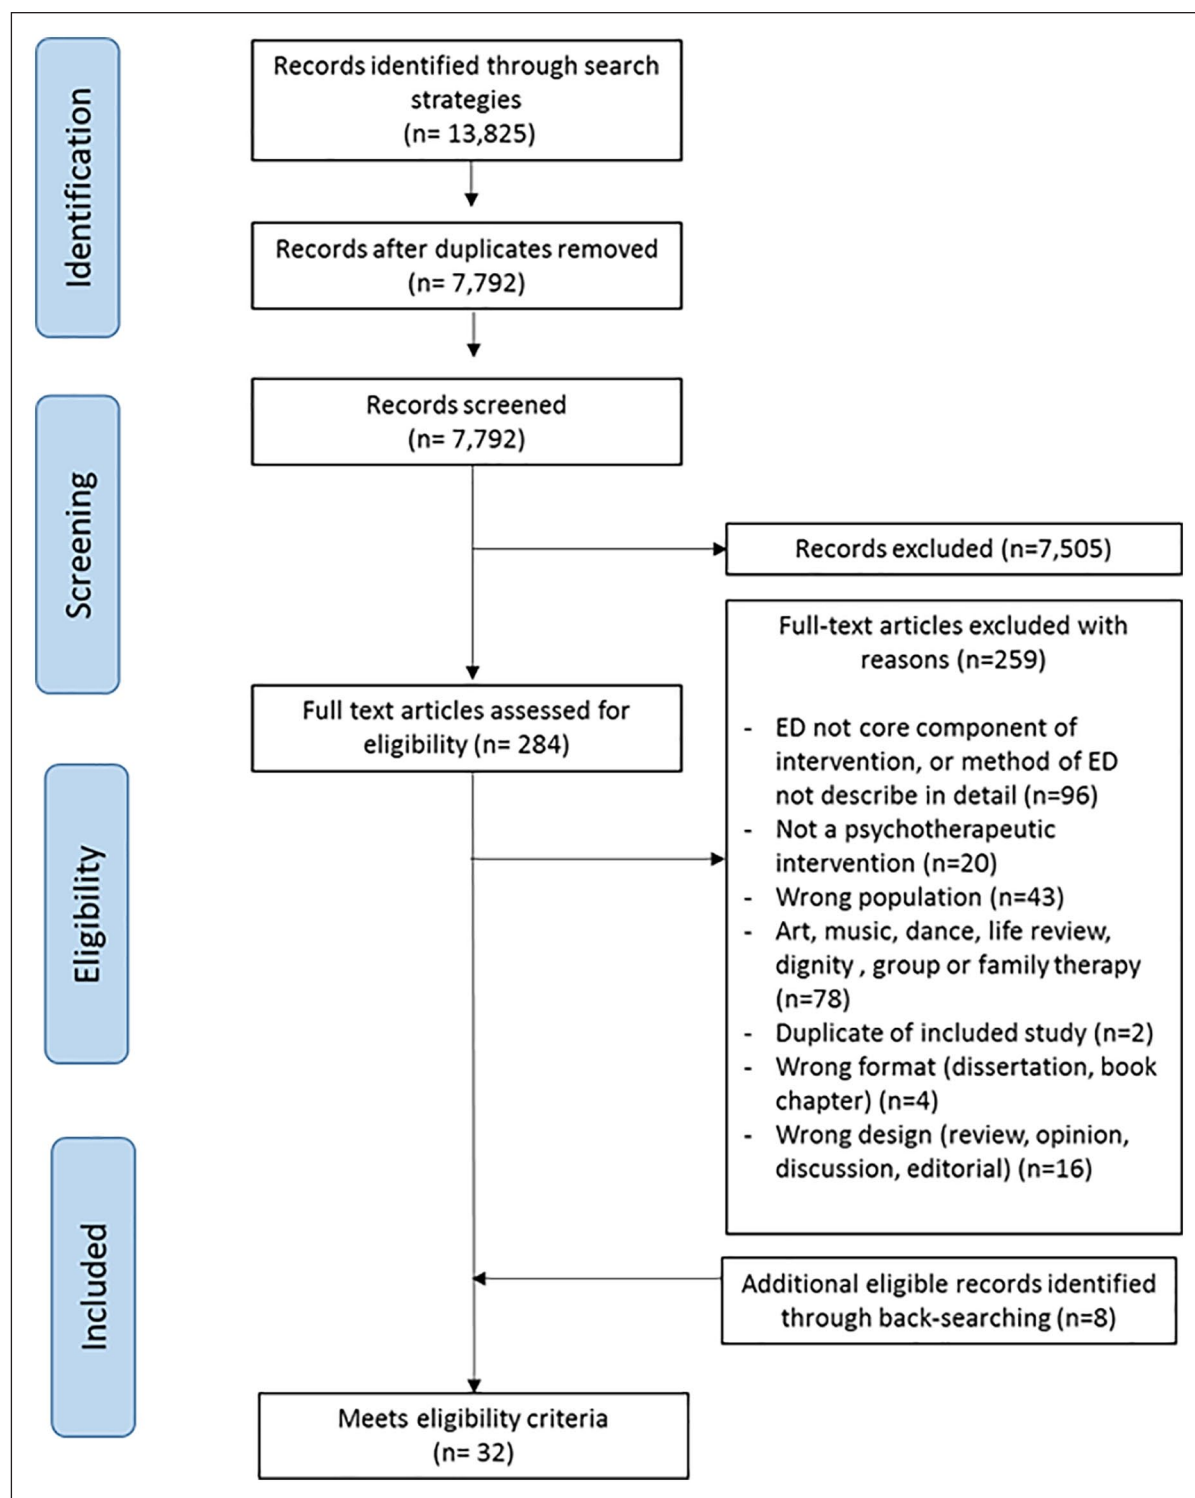 Identification
Records identified through search
strategies
(n= 13,825)
Records after duplicates removed
(n= 7,792)
Screening
Records screened
(n= 7,792)
Records excluded (n=7,505)
Full text articles assessed for
eligibility (n= 284)
Full-text articles excluded with
reasons (n=259)
- ED not core component of
intervention, or method of ED
not describe in detail (n=96)
- Not a psychotherapeutic
intervention (n=20)
- Wrong population (n=43)
- Art, music, dance, life review,
dignity , group or family therapy
(n=78)
- Duplicate of included study (n=2)
- Wrong format (dissertation, book
chapter) (n=4)
- Wrong design (review, opinion,
discussion, editorial) (n=16)
Eligibility
Included
Additional eligible records identified
through back-searching (n=8)
Meets eligibility criteria
(n= 32)